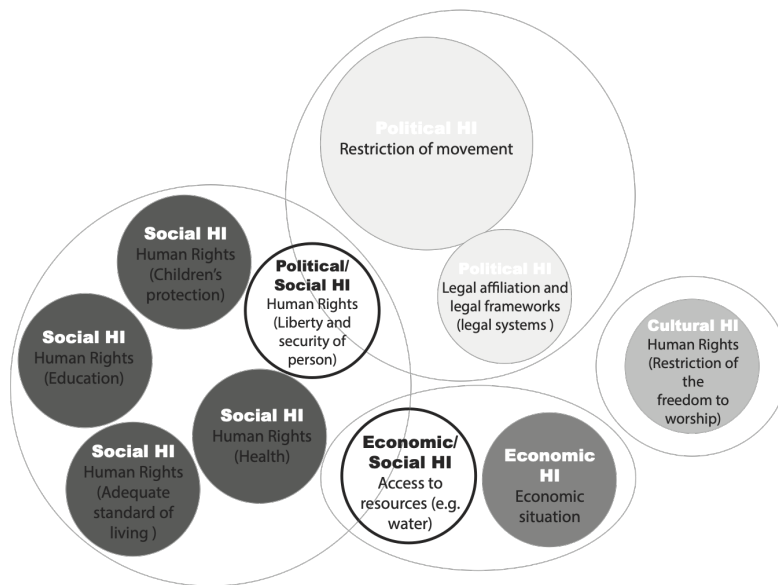 Political HI
Restriction of movement
Social HI
Human Rights
(Children's
protection)
Political/
Social HI
Human Rights
(Liberty and
security of
person)
Political HI
Legal affiliation and
legal frameworks
(legal systems )
Cultural HI
Human Rights
(Restriction of
the
freedom to
worship)
Social HI
Human Rights
(Education)
Social HI
Human Rights
(Health)
Social HI
Human Rights
(Adequate
standard of
living )
Economic/
Social HI
Access to
resources (e.g.
water)
Economic
HI
Economic
situation